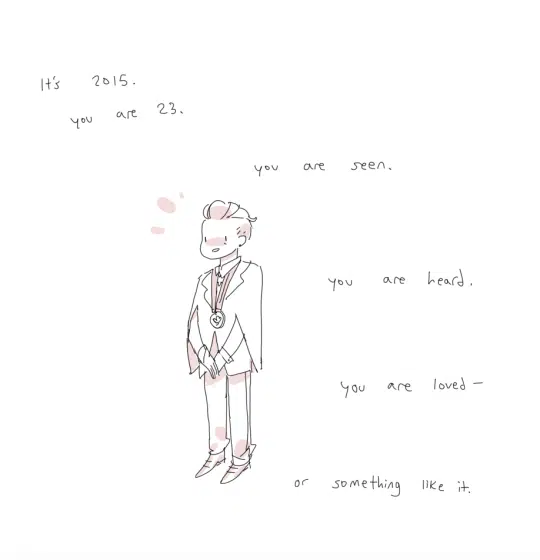 It's 2015.
you are 23.
you are seen.
you are heard.
you are loved—
or something like it.